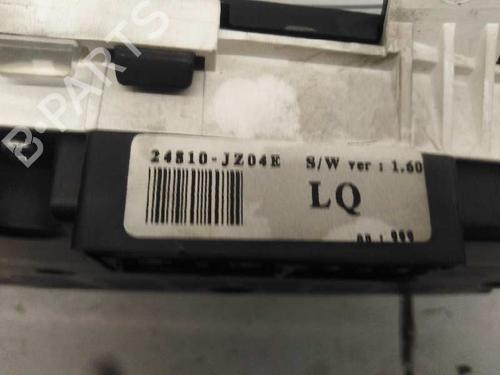 B-PARTS
24810-JZ04E S/W ver : 1.60
LQ